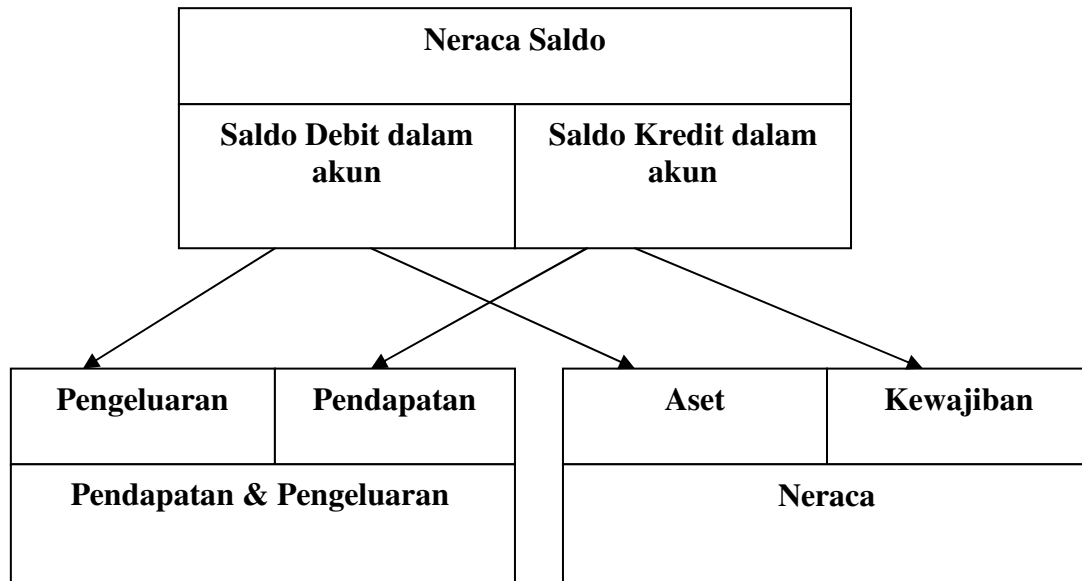 Neraca Saldo
Saldo Debit dalam
akun
Saldo Kredit dalam
akun
Pengeluaran
Pendapatan
Aset
Kewajiban
Pendapatan & Pengeluaran
Neraca